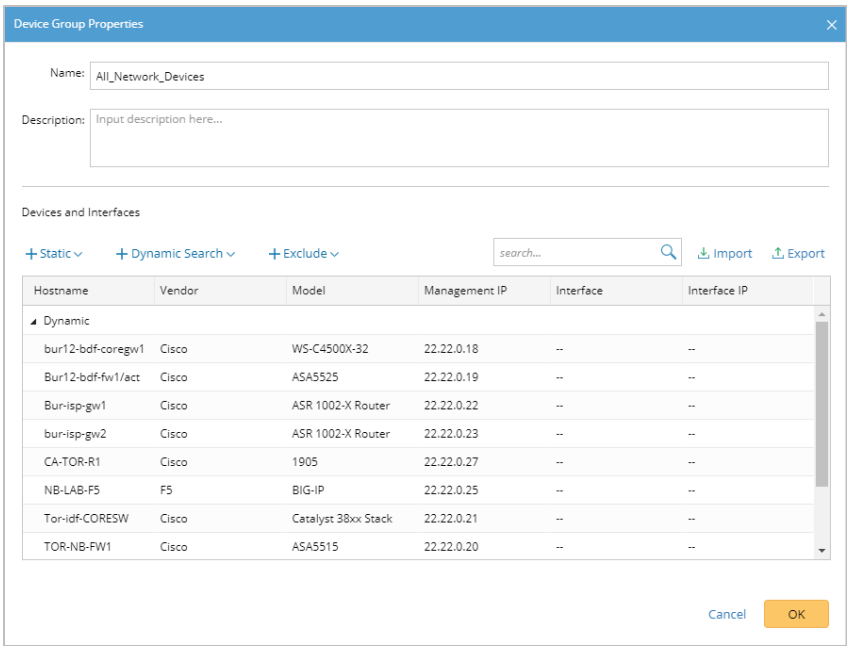 Device Group Properties
Name: All_Network_Devices
Description: Input description here...
Devices and Interfaces
Static Dynamic Search Exclude search... Import Export
Hostname Vendor Model Management IP Interface Interface IP
Dynamic
bur12-bdf-coregw1 Cisco WS-C4500X-32 22.22.0.18 -- --
Bur12-bdf-fw1/act Cisco ASA5525 22.22.0.19 -- --
Bur-isp-gw1 Cisco ASR 1002-X Router 22.22.0.22 -- --
bur-isp-gw2 Cisco ASR 1002-X Router 22.22.0.23 -- --
CA-TOR-R1 Cisco 1905 22.22.0.27 -- --
NB-LAB-F5 F5 BIG-IP 22.22.0.25 -- --
Tor-idf-CORESW Cisco Catalyst 38xx Stack 22.22.0.21 -- --
TOR-NB-FW1 Cisco ASA5515 22.22.0.20 -- --
Cancel OK